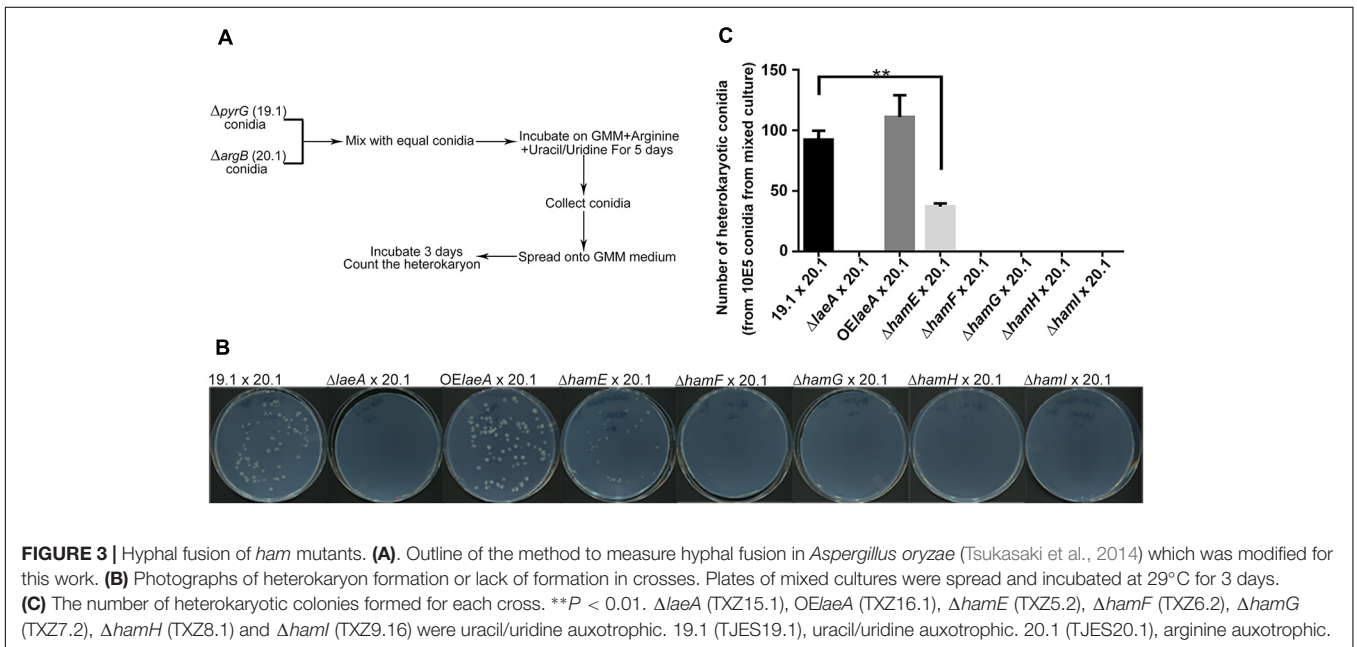 A
ΔpyrG (19.1)
conidia
ΔargB (20.1)
conidia
Mix with equal conidia
Incubate on GMM+Arginine
+Uracil/Uridine For 5 days
Collect conidia
Spread onto GMM medium
Incubate 3 days
Count the heterokaryon
C
Number of heterokaryotic conidia
(from 10E5 conidia from mixed culture)
150
100
50
0
**
19.1 x 20.1
ΔlaeA x 20.1
OElaeA x 20.1
ΔhamE x 20.1
ΔhamF x 20.1
ΔhamG x 20.1
ΔhamH x 20.1
ΔhamI x 20.1
B
19.1 x 20.1 ΔlaeA x 20.1 OElaeA x 20.1 ΔhamE x 20.1 ΔhamF x 20.1 ΔhamG x 20.1 ΔhamH x 20.1 ΔhamI x 20.1
FIGURE 3 | Hyphal fusion of ham mutants. (A). Outline of the method to measure hyphal fusion in Aspergillus oryzae (Tsukasaki et al., 2014) which was modified for
this work. (B) Photographs of heterokaryon formation or lack of formation in crosses. Plates of mixed cultures were spread and incubated at 29°C for 3 days.
(C) The number of heterokaryotic colonies formed for each cross. **P < 0.01. ΔlaeA (TXZ15.1), OElaeA (TXZ16.1), ΔhamE (TXZ5.2), ΔhamF (TXZ6.2), ΔhamG
(TXZ7.2), ΔhamH (TXZ8.1) and ΔhamI (TXZ9.16) were uracil/uridine auxotrophic. 19.1 (TJES19.1), uracil/uridine auxotrophic. 20.1 (TJES20.1), arginine auxotrophic.